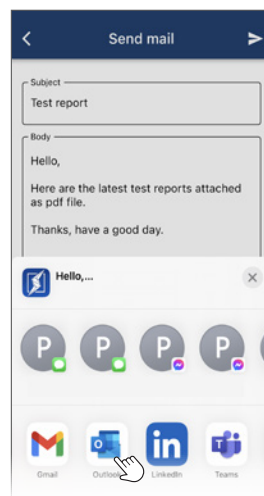 Send mail
Subject
Test report
Body
Hello,
Here are the latest test reports attached
as pdf file.
Thanks, have a good day.
Hello,...
P P P P
Gmail Outlook LinkedIn Teams